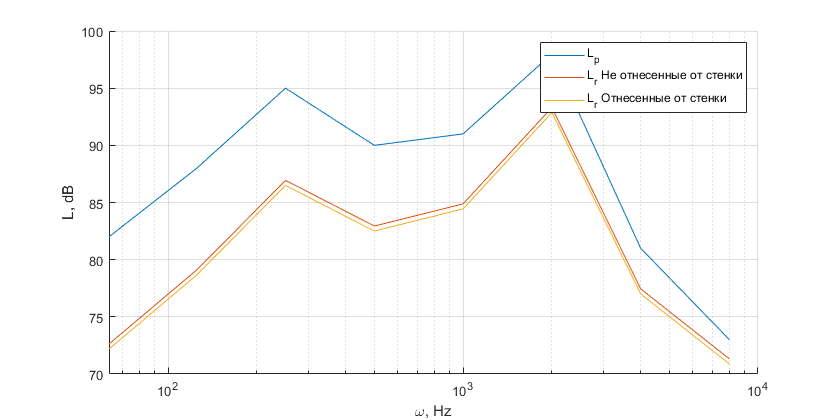 100
95
90
85
80
75
70
L, dB
10^2
10^3
10^4
ω, Hz
L_p
L_r Не отнесенные от стенки
L_r Отнесенные от стенки